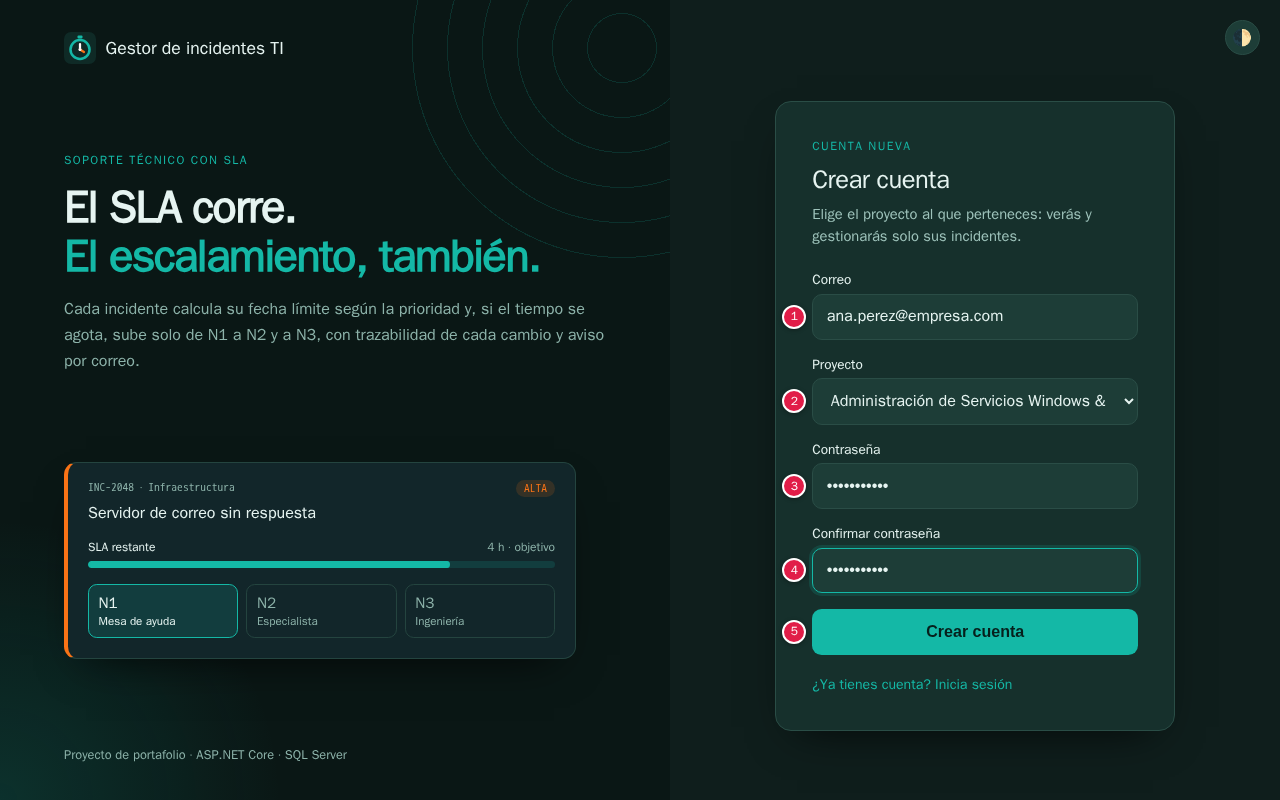 Gestor de incidentes TI
SOPORTE TÉCNICO CON SLA
El SLA corre.
El escalamiento, también.
Cada incidente calcula su fecha límite según la prioridad y, si el tiempo se
agota, sube solo de N1 a N2 y a N3, con trazabilidad de cada cambio y aviso
por correo.
INC-2048 · Infraestructura
ALTA
Servidor de correo sin respuesta
SLA restante
4 h · objetivo
N1
Mesa de ayuda
N2
Especialista
N3
Ingeniería
Proyecto de portafolio · ASP.NET Core · SQL Server
CUENTA NUEVA
Crear cuenta
Elige el proyecto al que perteneces: verás y
gestionarás solo sus incidentes.
Correo
1
ana.perez@empresa.com
Proyecto
2
Administración de Servicios Windows &
Contraseña
3
•••••••••••
Confirmar contraseña
4
•••••••••••
5
Crear cuenta
¿Ya tienes cuenta? Inicia sesión